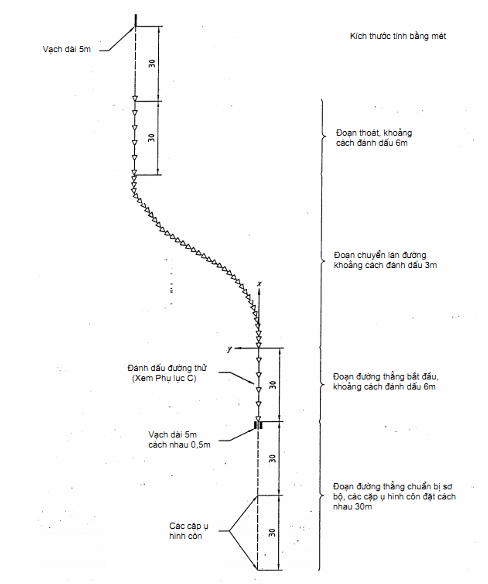 Kích thước tính bằng mét
Vạch dài 5m
30
30
Đoạn thoát, khoảng
cách đánh dấu 6m
Đoạn chuyển làn đường
khoảng cách đánh dấu 3m
x
y
Đánh dấu đường thử
(Xem Phụ lục C)
30
Đoạn đường thẳng bắt đầu,
khoảng cách đánh dấu 6m
Vạch dài 5m
cách nhau 0,5m
30
Đoạn đường thẳng chuẩn bị sơ
bộ, các cặp ụ hình côn đặt cách
nhau 30m
Các cặp ụ
hình côn
30